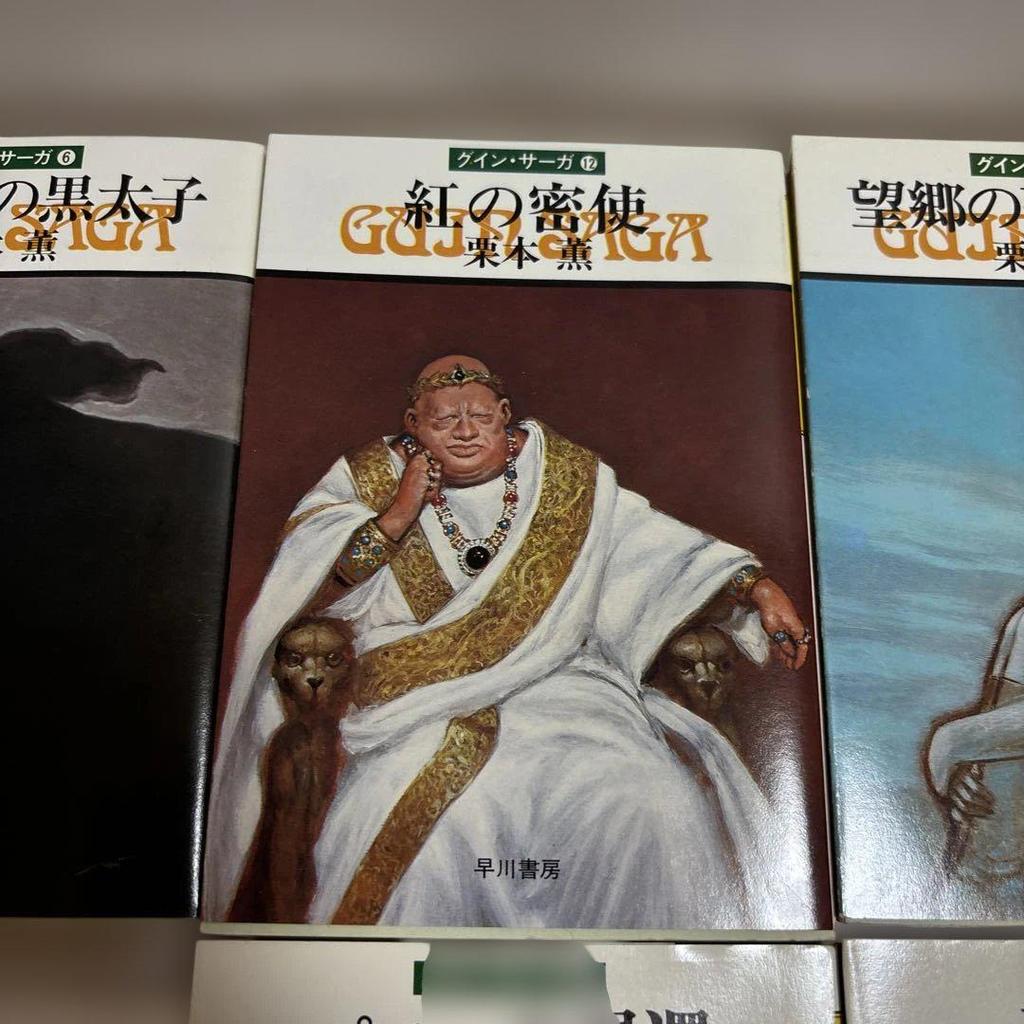 サーガ 6
の黒太子
SAGA
薫
グイン・サーガ 12
紅の密使
GUIN SAGA
栗本 薫
早川書房
グイン
望郷の
GUI
栗